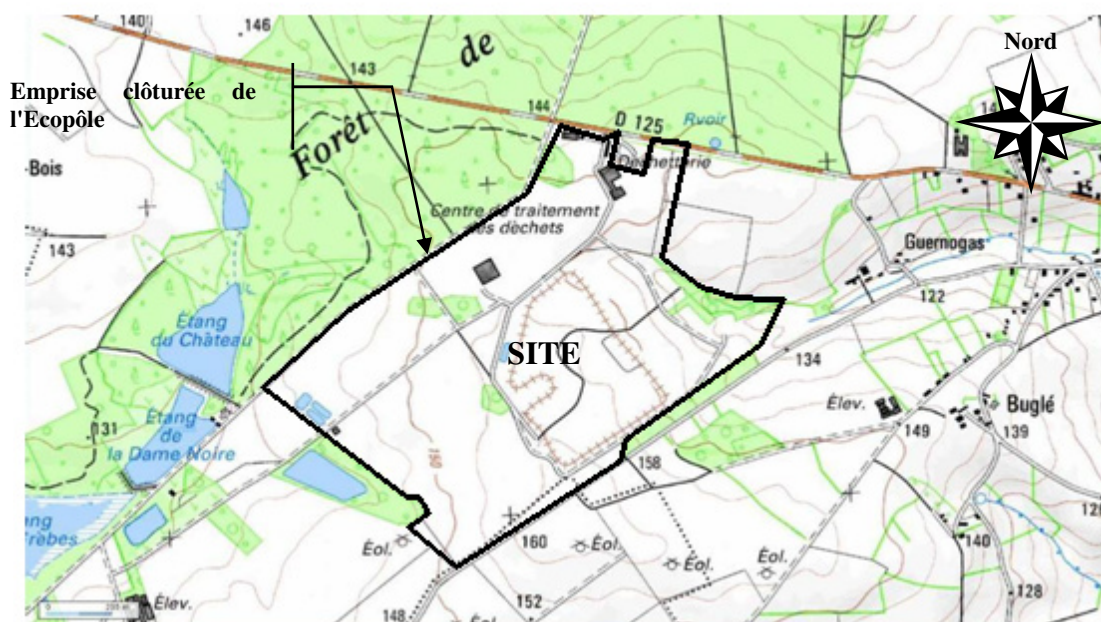 140
146
Nord
de
143
Emprise clôturée de
l'Ecopôle
144
D 125
Rvoir
Forêt
Déchetterie
-Bois
Centre de traitement
des déchets
143
Guernogas
122
Étang
du Château
SITE
134
Élev.
Buglé
131
Étang de
la Dame Noire
149
139
150
158
160
Éol.
Éol.
Éol.
Éol.
140
Élev.
148
152
128